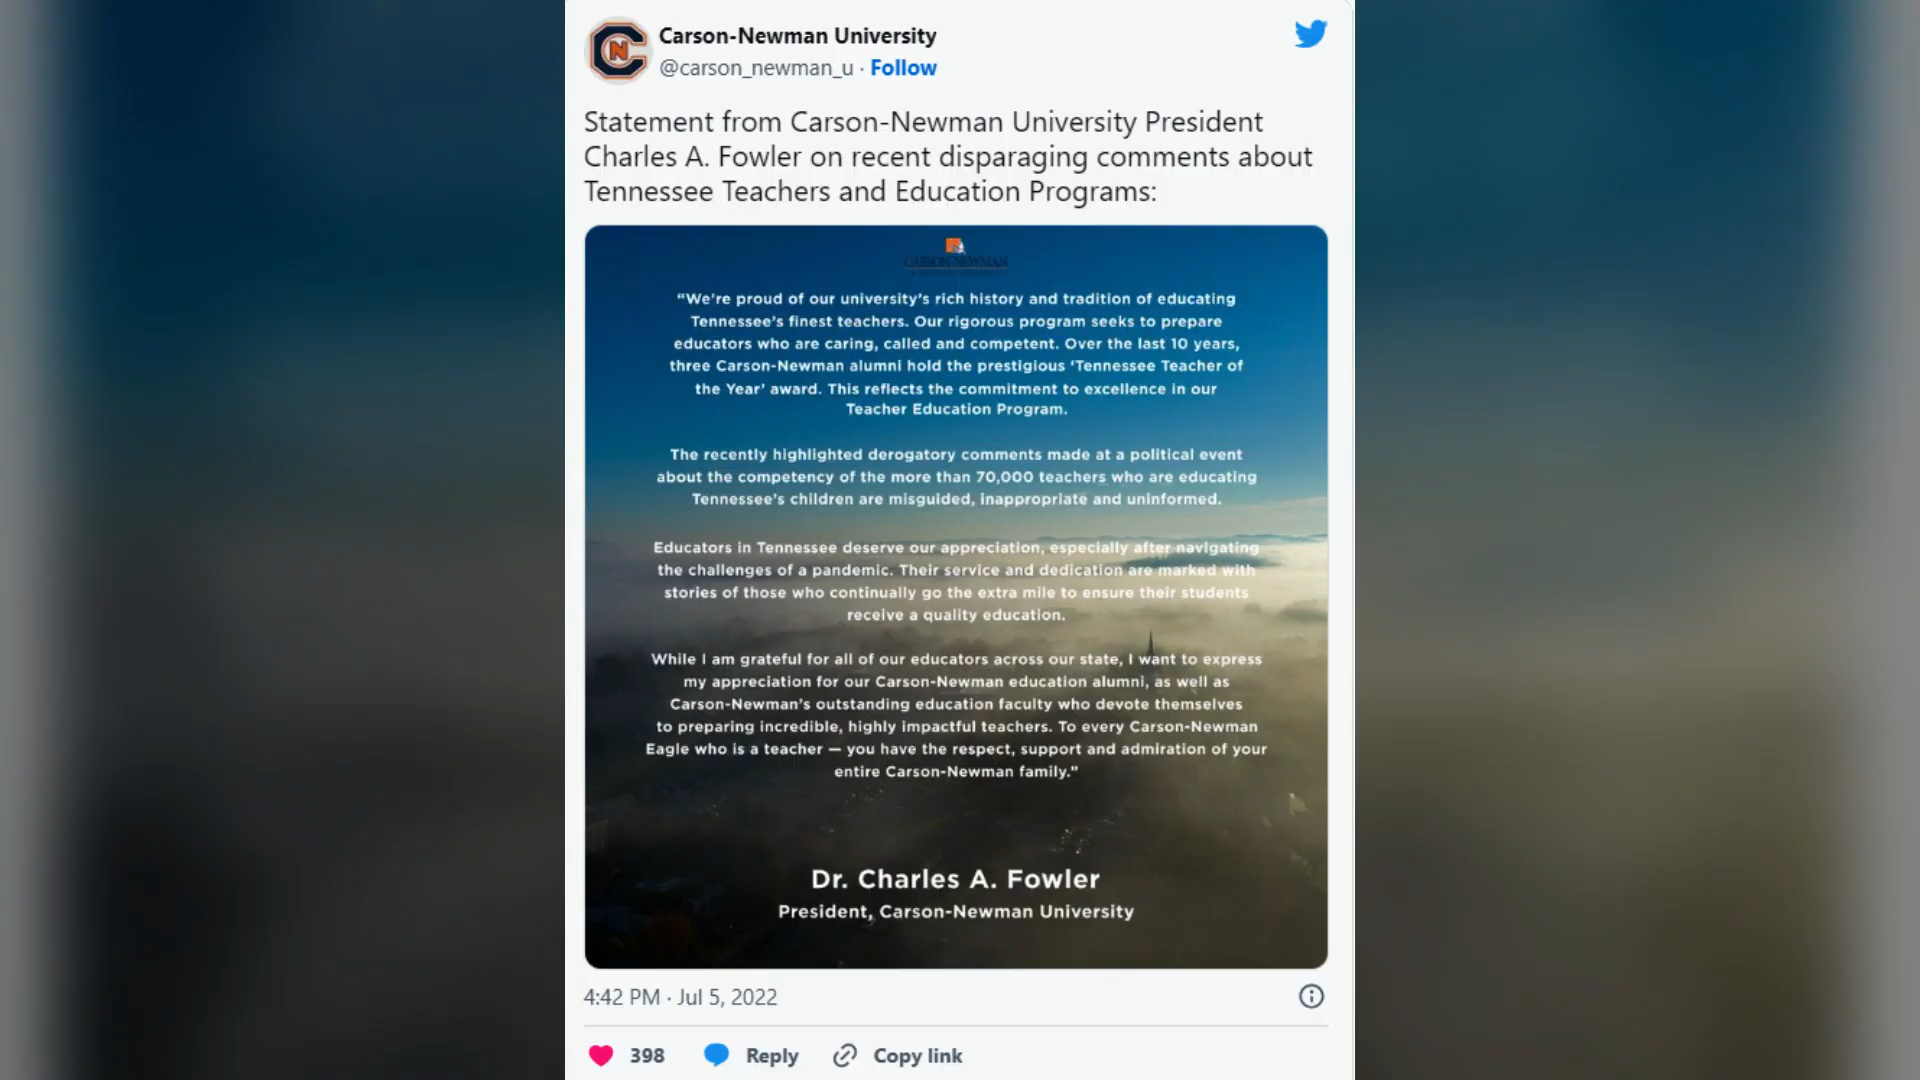 Carson-Newman University
@carson_newman_u · Follow
Statement from Carson-Newman University President
Charles A. Fowler on recent disparaging comments about
Tennessee Teachers and Education Programs:
CARSON-NEWMAN
“We’re proud of our university’s rich history and tradition of educating
Tennessee’s finest teachers. Our rigorous program seeks to prepare
educators who are caring, called and competent. Over the last 10 years,
three Carson-Newman alumni hold the prestigious ‘Tennessee Teacher of
the Year’ award. This reflects the commitment to excellence in our
Teacher Education Program.
The recently highlighted derogatory comments made at a political event
about the competency of the more than 70,000 teachers who are educating
Tennessee’s children are misguided, inappropriate and uninformed.
Educators in Tennessee deserve our appreciation, especially after navigating
the challenges of a pandemic. Their service and dedication are marked with
stories of those who continually go the extra mile to ensure their students
receive a quality education.
While I am grateful for all of our educators across our state, I want to express
my appreciation for our Carson-Newman education alumni, as well as
Carson-Newman’s outstanding education faculty who devote themselves
to preparing incredible, highly impactful teachers. To every Carson-Newman
Eagle who is a teacher — you have the respect, support and admiration of your
entire Carson-Newman family.”
Dr. Charles A. Fowler
President, Carson-Newman University
4:42 PM · Jul 5, 2022
398 Reply Copy link